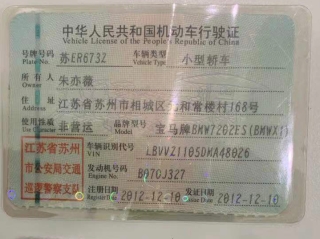 中华人民共和国机动车行驶证
Vehicle License of the People's Republic of China
号牌号码 苏ER673Z 车辆类型 小型轿车
Plate No. Vehicle Type
所有人 朱亦薇
Owner
住址 江苏省苏州市相城区 和常楼村168号
Address
使用性质 非营运 品牌型号 宝马牌BMW7202ES(BMWX1)
Use Character Model
江苏省苏州 车辆识别代号 LBVVZ1105DKA48026
VIN
市公安局交通 发动机号码 B070J327
Engine No.
巡逻警察支队 注册日期 2012-12-10 发证日期 2012-12-10
Register Date Issue Date